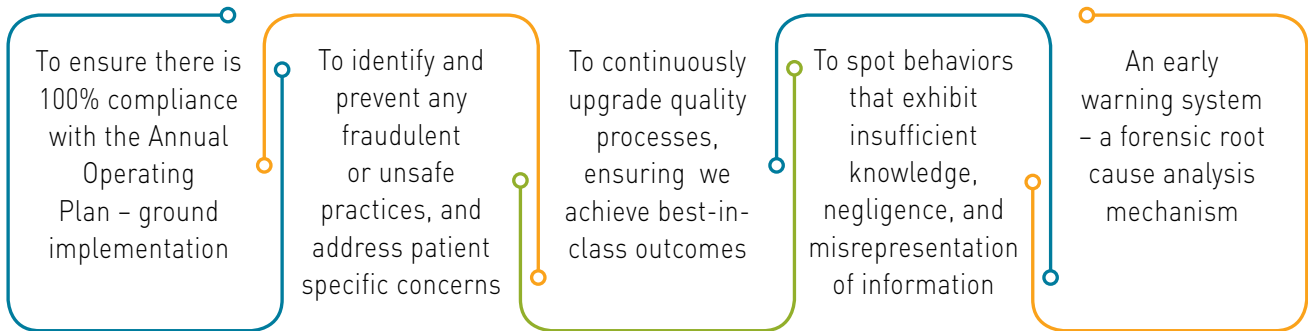 To ensure there is
100% compliance
with the Annual
Operating
Plan – ground
implementation
To identify and
prevent any
fraudulent
or unsafe
practices, and
address patient
specific concerns
To continuously
upgrade quality
processes,
ensuring we
achieve best-in-
class outcomes
To spot behaviors
that exhibit
insufficient
knowledge,
negligence, and
misrepresentation
of information
An early
warning system
– a forensic root
cause analysis
mechanism